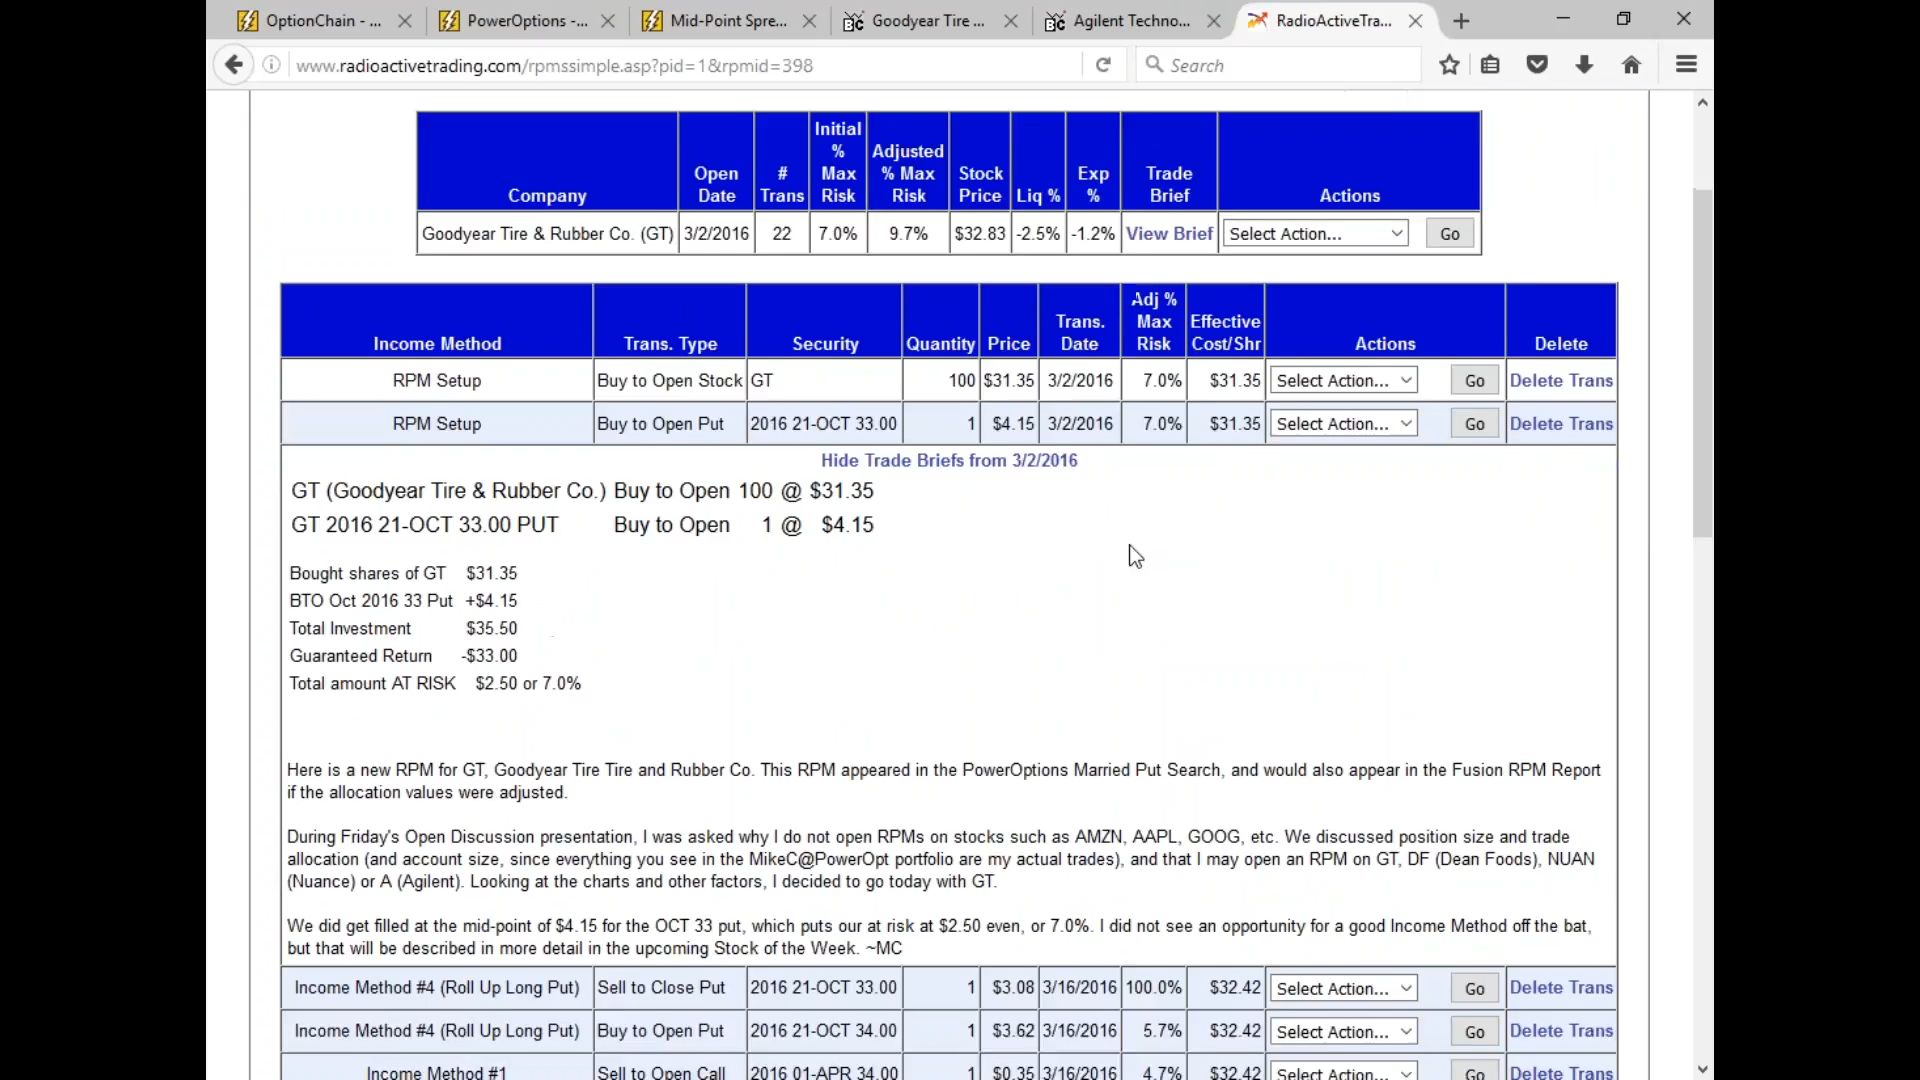 OptionChain - ...
PowerOptions -...
Mid-Point Spre...
Goodyear Tire ...
Agilent Techno...
RadioActiveTra...
www.radioactivetrading.com/rpmssimple.asp?pid=1&rpmid=398
Search
Company Open Date # Trans Initial % Max Risk Adjusted % Max Risk Stock Price Liq % Exp % Trade Brief Actions
Goodyear Tire & Rubber Co. (GT) 3/2/2016 22 7.0% 9.7% $32.83 -2.5% -1.2% View Brief Select Action... Go
Income Method Trans. Type Security Quantity Price Trans. Date Adj % Max Risk Effective Cost/Shr Actions Delete
RPM Setup Buy to Open Stock GT 100 $31.35 3/2/2016 7.0% $31.35 Select Action... Go Delete Trans
RPM Setup Buy to Open Put 2016 21-OCT 33.00 1 $4.15 3/2/2016 7.0% $31.35 Select Action... Go Delete Trans
Hide Trade Briefs from 3/2/2016
GT (Goodyear Tire & Rubber Co.) Buy to Open 100 @ $31.35
GT 2016 21-OCT 33.00 PUT Buy to Open 1 @ $4.15
Bought shares of GT $31.35
BTO Oct 2016 33 Put +$4.15
Total Investment $35.50
Guaranteed Return -$33.00
Total amount AT RISK $2.50 or 7.0%
Here is a new RPM for GT, Goodyear Tire Tire and Rubber Co. This RPM appeared in the PowerOptions Married Put Search, and would also appear in the Fusion RPM Report
if the allocation values were adjusted.
During Friday's Open Discussion presentation, I was asked why I do not open RPMs on stocks such as AMZN, AAPL, GOOG, etc. We discussed position size and trade
allocation (and account size, since everything you see in the MikeC@PowerOpt portfolio are my actual trades), and that I may open an RPM on GT, DF (Dean Foods), NUAN
(Nuance) or A (Agilent). Looking at the charts and other factors, I decided to go today with GT.
We did get filled at the mid-point of $4.15 for the OCT 33 put, which puts our at risk at $2.50 even, or 7.0%. I did not see an opportunity for a good Income Method off the bat,
but that will be described in more detail in the upcoming Stock of the Week. ~MC
Income Method #4 (Roll Up Long Put) Sell to Close Put 2016 21-OCT 33.00 1 $3.08 3/16/2016 100.0% $32.42 Select Action... Go Delete Trans
Income Method #4 (Roll Up Long Put) Buy to Open Put 2016 21-OCT 34.00 1 $3.62 3/16/2016 5.7% $32.42 Select Action... Go Delete Trans
Income Method #1 Sell to Open Call 2016 01-APR 34.00 1 $0.35 3/16/2016 4.7% $32.42 Select Action... Go Delete Trans